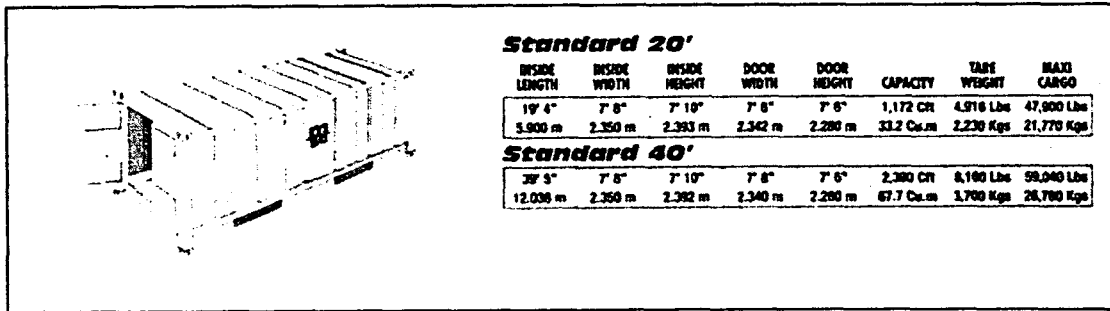 Standard 20'
INSIDE LENGTH INSIDE WIDTH INSIDE HEIGHT DOOR WIDTH DOOR HEIGHT CAPACITY TARE WEIGHT MAXI CARGO
19' 4" 7' 8" 7' 10" 7' 8" 7' 6" 1,172 Cft 4,916 Lbs 47,900 Lbs
5.900 m 2.350 m 2.393 m 2.342 m 2.280 m 33.2 Cu.m 2,230 Kgs 21,770 Kgs
Standard 40'
39' 5" 7' 8" 7' 10" 7' 8" 7' 6" 2,390 Cft 8,160 Lbs 59,040 Lbs
12.036 m 2.350 m 2.392 m 2.340 m 2.280 m 67.7 Cu.m 3,700 Kgs 26,780 Kgs